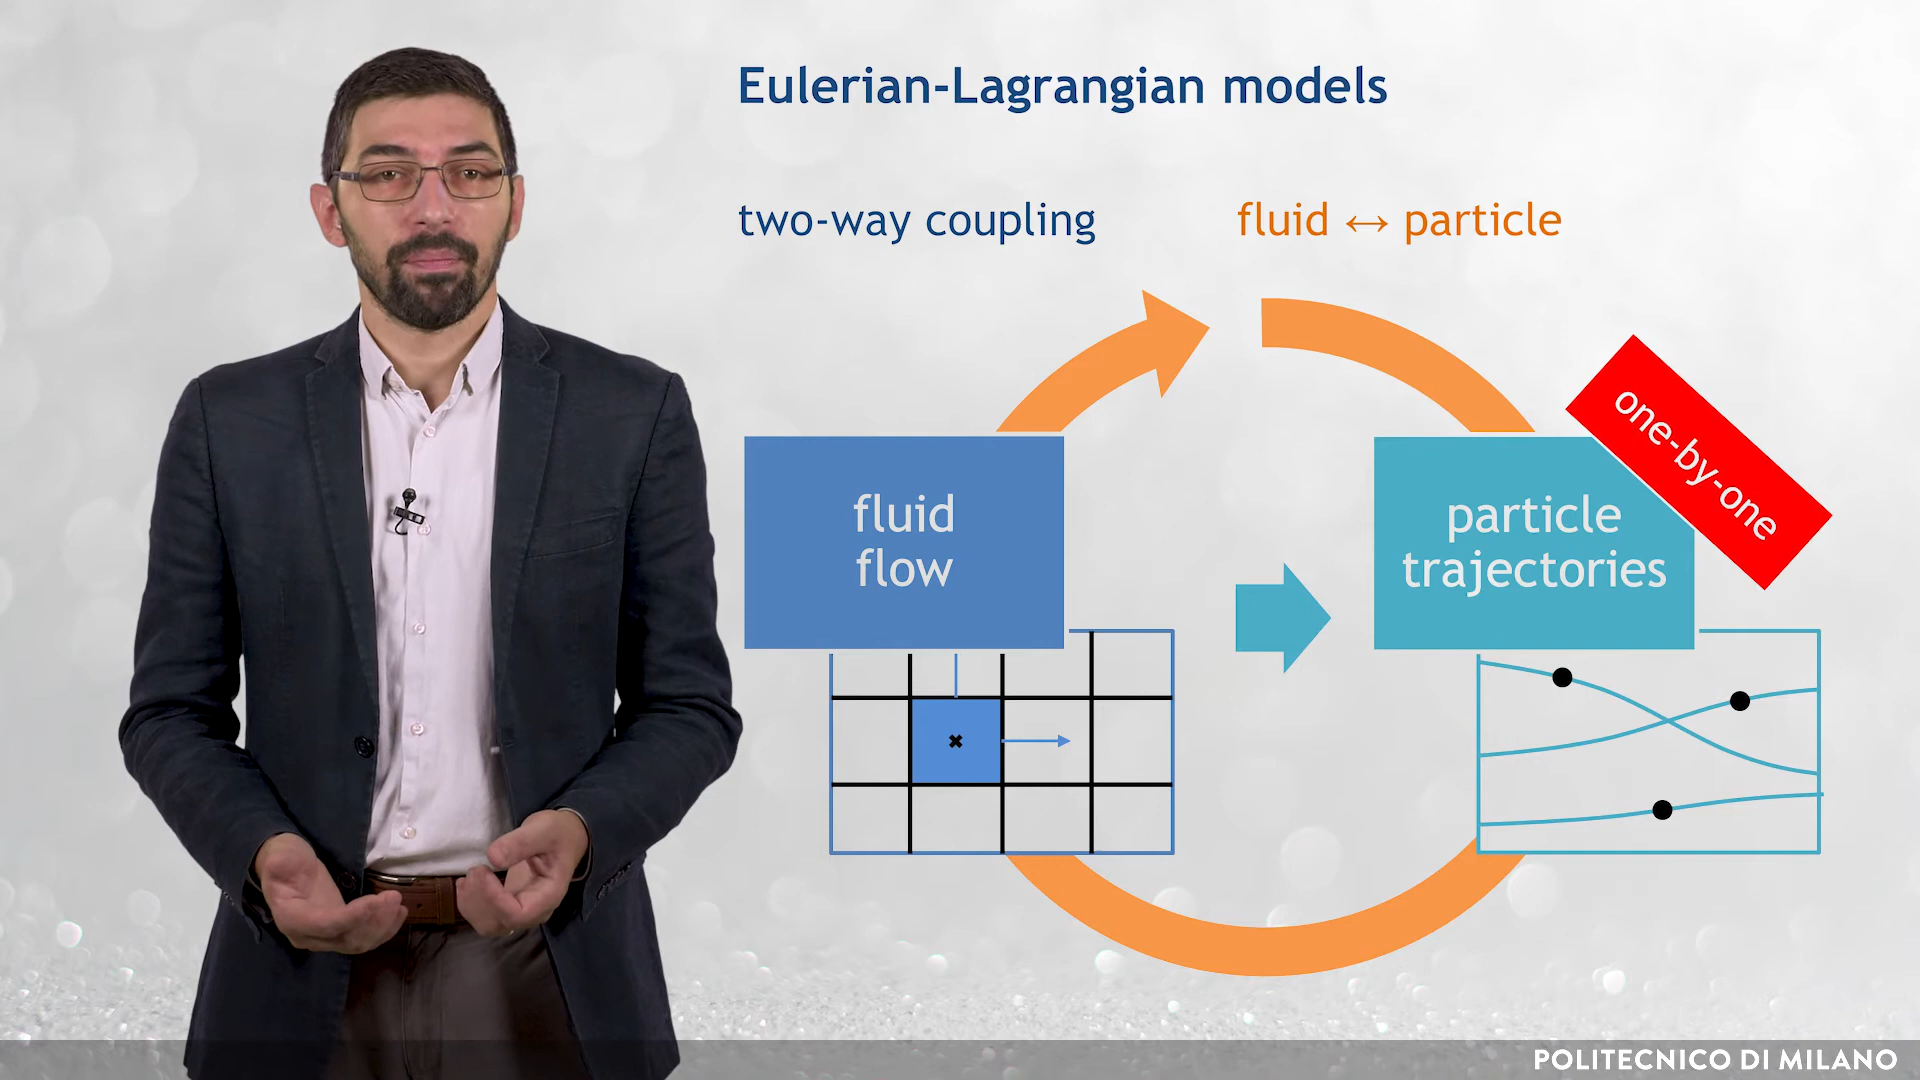 Eulerian-Lagrangian models
two-way coupling
fluid ↔ particle
fluid
flow
particle
trajectories
one-by-one
POLITECNICO DI MILANO